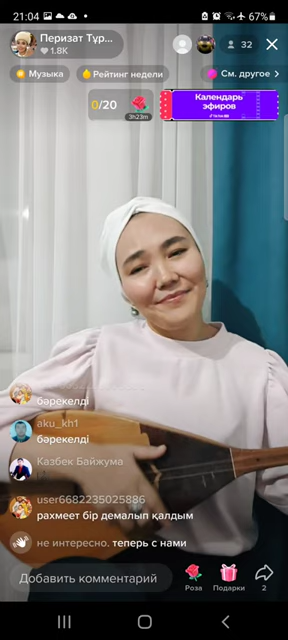 21:04
67%
Перизат Тұр...
1.8K
32
Музыка
Рейтинг недели
См. другое
0/20
3h23m
Календарь
эфиров
бәрекелді
aku_kh1
бәрекелді
Казбек Байжума
user6682235025886
рахмеет бір демалып қалдым
не интересно. теперь с нами
Добавить комментарий
Роза
Подарки
2